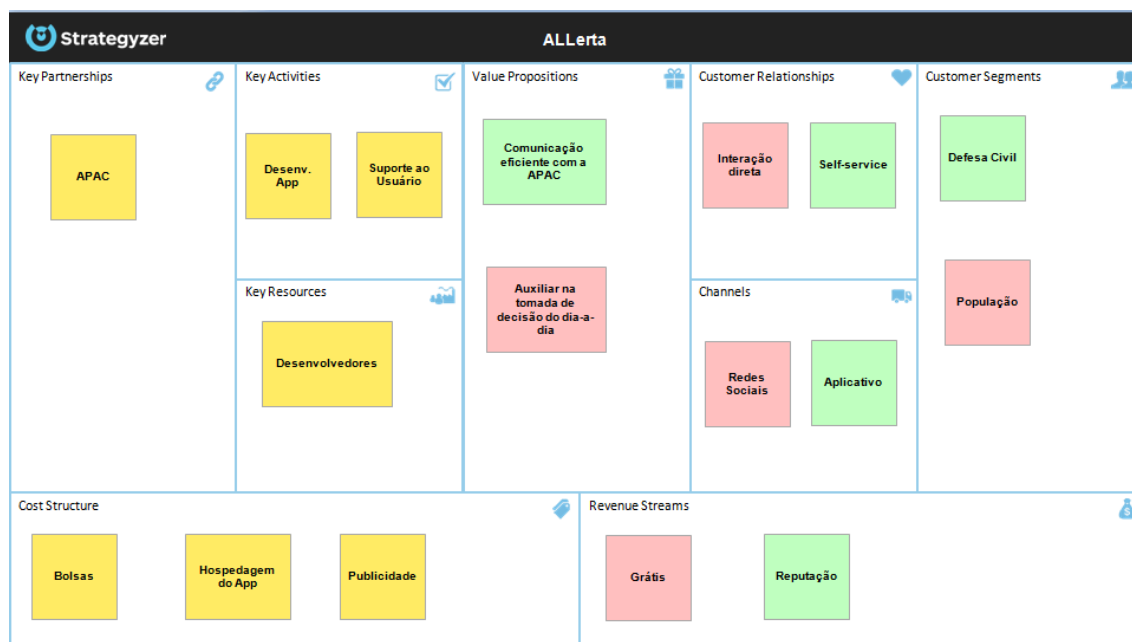 Strategyzer
ALLerta
Key Partnerships
APAC
Key Activities
Desenv.
App
Suporte ao
Usuário
Key Resources
Desenvolvedores
Value Propositions
Comunicação
eficiente com a
APAC
Auxiliar na
tomada de
decisão do dia-a-
dia
Customer Relationships
Interação
direta
Self-service
Channels
Redes
Sociais
Aplicativo
Customer Segments
Defesa Civil
População
Cost Structure
Bolsas
Hospedagem
do App
Publicidade
Revenue Streams
Grátis
Reputação